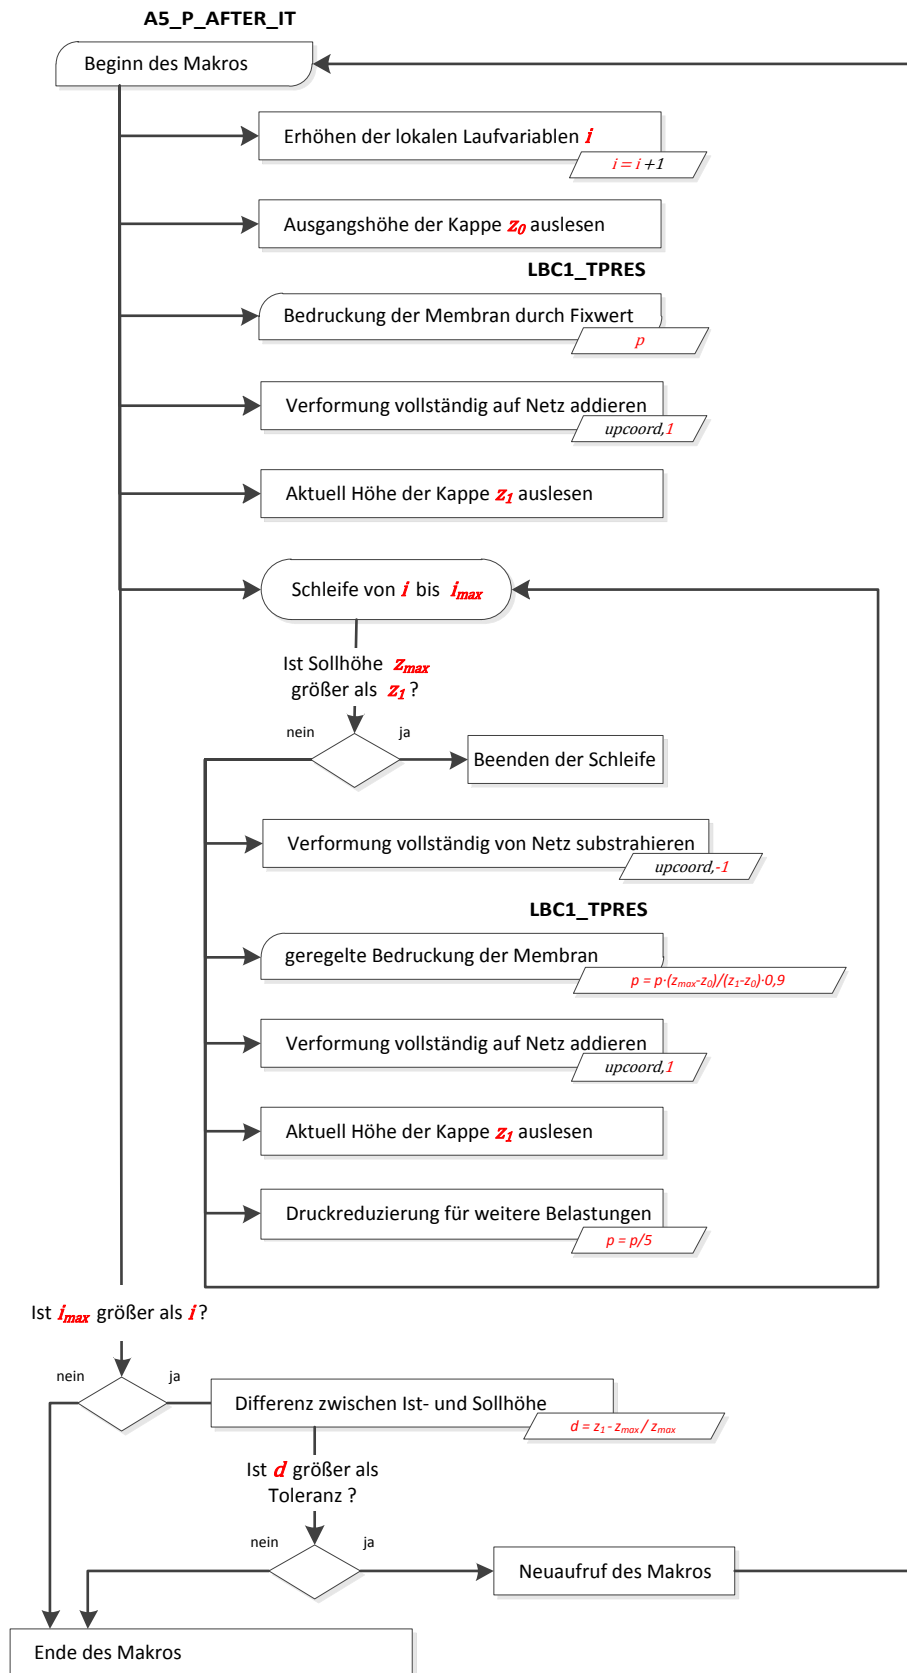 A5_P_AFTER_IT
Beginn des Makros
Erhöhen der lokalen Laufvariablen i
i = i +1
Ausgangshöhe der Kappe z0 auslesen
LBC1_TPRES
Bedruckung der Membran durch Fixwert
p
Verformung vollständig auf Netz addieren
upcoord,1
Aktuell Höhe der Kappe z1 auslesen
Schleife von i bis imax
Ist Sollhöhe zmax
größer als z1 ?
nein ja
Beenden der Schleife
Verformung vollständig von Netz substrahieren
upcoord,-1
LBC1_TPRES
geregelte Bedruckung der Membran
p = p·(zmax-z0)/(z1-z0)·0,9
Verformung vollständig auf Netz addieren
upcoord,1
Aktuell Höhe der Kappe z1 auslesen
Druckreduzierung für weitere Belastungen
p = p/5
Ist imax größer als i ?
nein ja
Differenz zwischen Ist- und Sollhöhe
d = z1 - zmax / zmax
Ist d größer als
Toleranz ?
nein ja
Neuaufruf des Makros
Ende des Makros